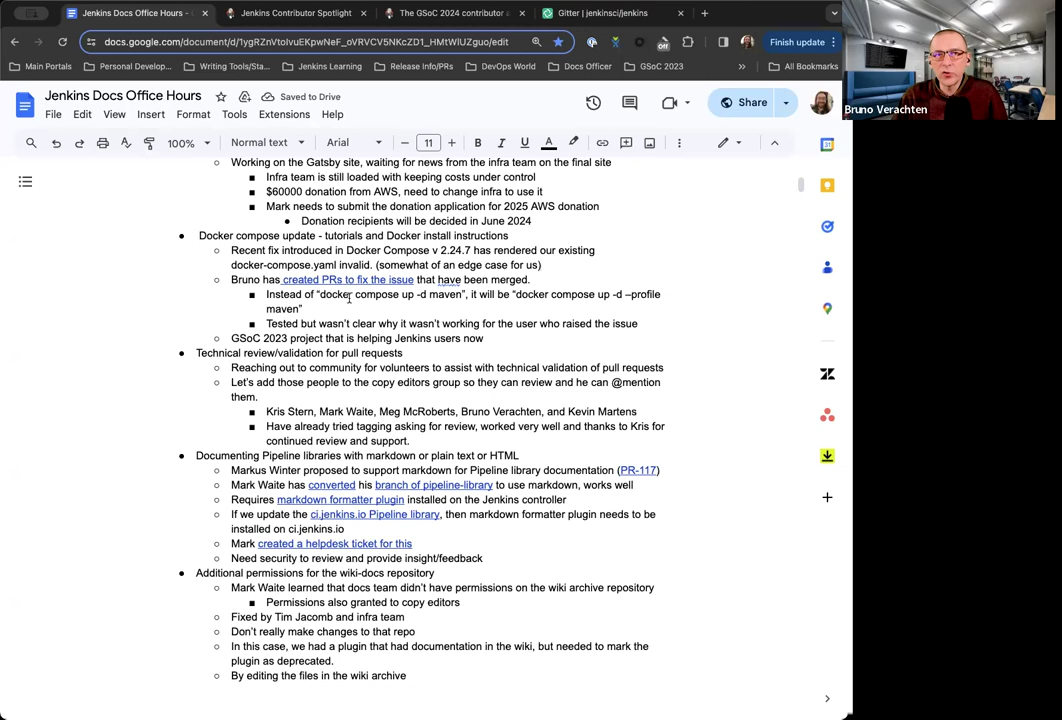 Jenkins Docs Office Hours -
Jenkins Contributor Spotlight
The GSoC 2024 contributor a
Gitter | jenkinsci/jenkins
docs.google.com/document/d/1ygRZnVtoIvuEKpwNeF_oVRVCV5NKcZD1_HMtWlUZguo/edit
Off
Finish update
Main Portals
Personal Develop...
Writing Tools/Sta...
Jenkins Learning
Release Info/PRs
DevOps World
Docs Officer
GSoC 2023
»
All Bookmarks
Bruno Verachten
Jenkins Docs Office Hours
Saved to Drive
File Edit View Insert Format Tools Extensions Help
Share
100% Normal text Arial 11 B I U A
○ Working on the Gatsby site, waiting for news from the infra team on the final site
■ Infra team is still loaded with keeping costs under control
■ $60000 donation from AWS, need to change infra to use it
■ Mark needs to submit the donation application for 2025 AWS donation
● Donation recipients will be decided in June 2024
● Docker compose update - tutorials and Docker install instructions
○ Recent fix introduced in Docker Compose v 2.24.7 has rendered our existing
docker-compose.yaml invalid. (somewhat of an edge case for us)
○ Bruno has created PRs to fix the issue that have been merged.
■ Instead of “docker compose up -d maven”, it will be “docker compose up -d –profile
maven”
■ Tested but wasn’t clear why it wasn’t working for the user who raised the issue
○ GSoC 2023 project that is helping Jenkins users now
● Technical review/validation for pull requests
○ Reaching out to community for volunteers to assist with technical validation of pull requests
○ Let’s add those people to the copy editors group so they can review and he can @mention
them.
■ Kris Stern, Mark Waite, Meg McRoberts, Bruno Verachten, and Kevin Martens
■ Have already tried tagging asking for review, worked very well and thanks to Kris for
continued review and support.
● Documenting Pipeline libraries with markdown or plain text or HTML
○ Markus Winter proposed to support markdown for Pipeline library documentation (PR-117)
○ Mark Waite has converted his branch of pipeline-library to use markdown, works well
○ Requires markdown formatter plugin installed on the Jenkins controller
○ If we update the ci.jenkins.io Pipeline library, then markdown formatter plugin needs to be
installed on ci.jenkins.io
○ Mark created a helpdesk ticket for this
○ Need security to review and provide insight/feedback
● Additional permissions for the wiki-docs repository
○ Mark Waite learned that docs team didn’t have permissions on the wiki archive repository
■ Permissions also granted to copy editors
○ Fixed by Tim Jacomb and infra team
○ Don’t really make changes to that repo
○ In this case, we had a plugin that had documentation in the wiki, but needed to mark the
plugin as deprecated.
○ By editing the files in the wiki archive